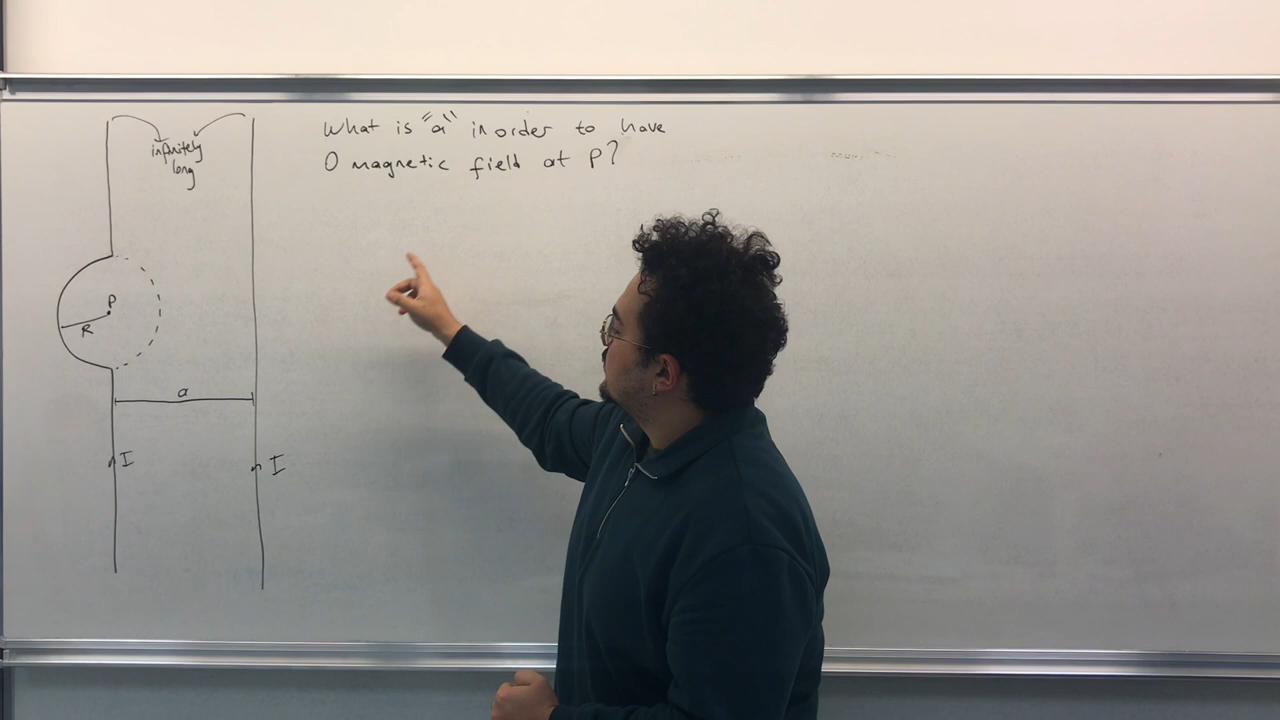 What is "a" in order to have
0 magnetic field at P?
infinitely
long
P
R
a
I
I